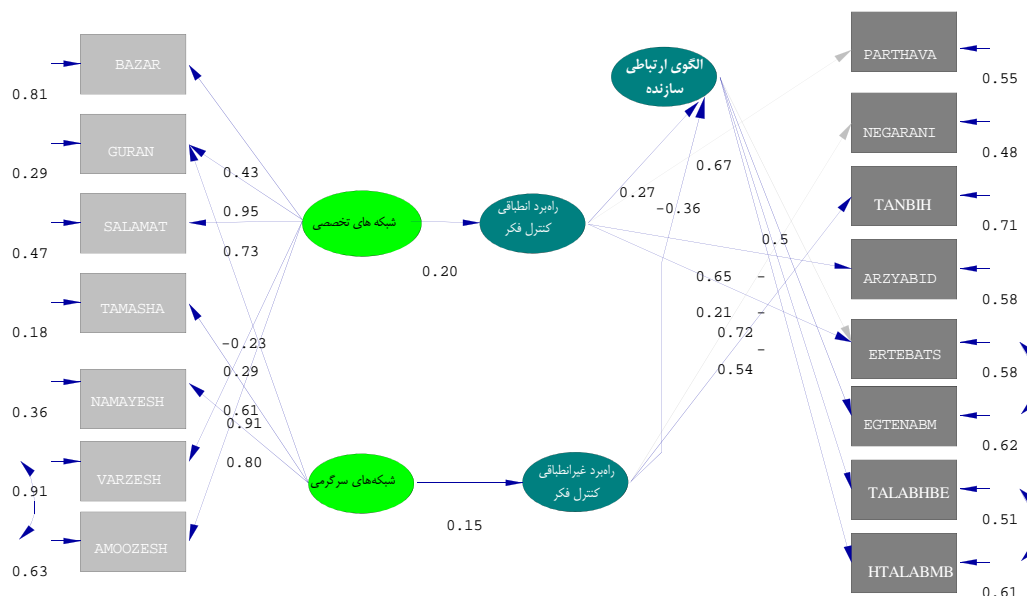 BAZAR
0.81
GURAN
0.29
SALAMAT
0.47
TAMASHA
0.18
NAMAYESH
0.36
VARZESH
0.91
AMOOZESH
0.63
0.43
0.95
0.73
-0.23
0.29
0.61
0.91
0.80
شبکه های تخصصی
شبکه‌های سرگرمی
0.20
0.15
راهبرد انطباقی
کنترل فکر
راهبرد غیرانطباقی
کنترل فکر
الگوی ارتباطی
سازنده
0.67
0.27
-0.36
0.5
0.65 -
0.21 -
0.72
-
0.54
PARTHAVA
0.55
NEGARANI
0.48
TANBIH
0.71
ARZYABID
0.58
ERTEBATS
0.58
EGTENABM
0.62
TALABHBE
0.51
HTALABMB
0.61